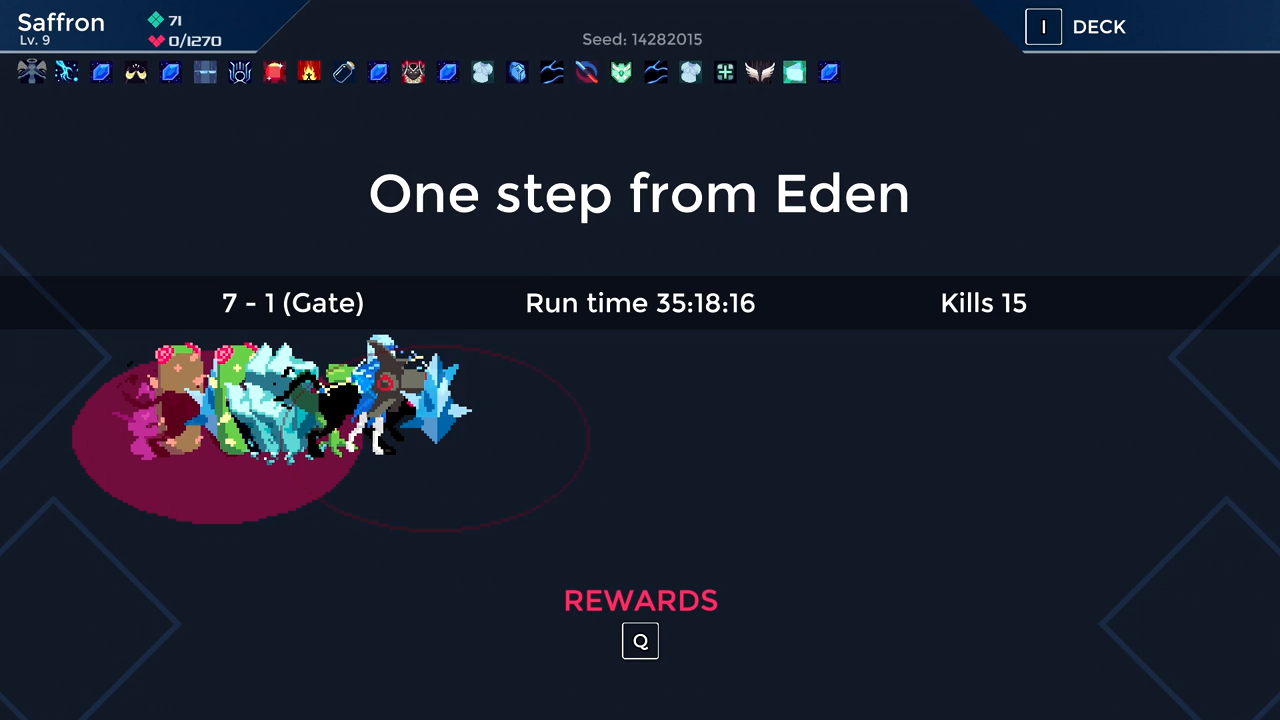 Saffron
Lv. 9
71
0/1270
Seed: 14282015
I
DECK
One step from Eden
7 - 1 (Gate)
Run time 35:18:16
Kills 15
REWARDS
Q